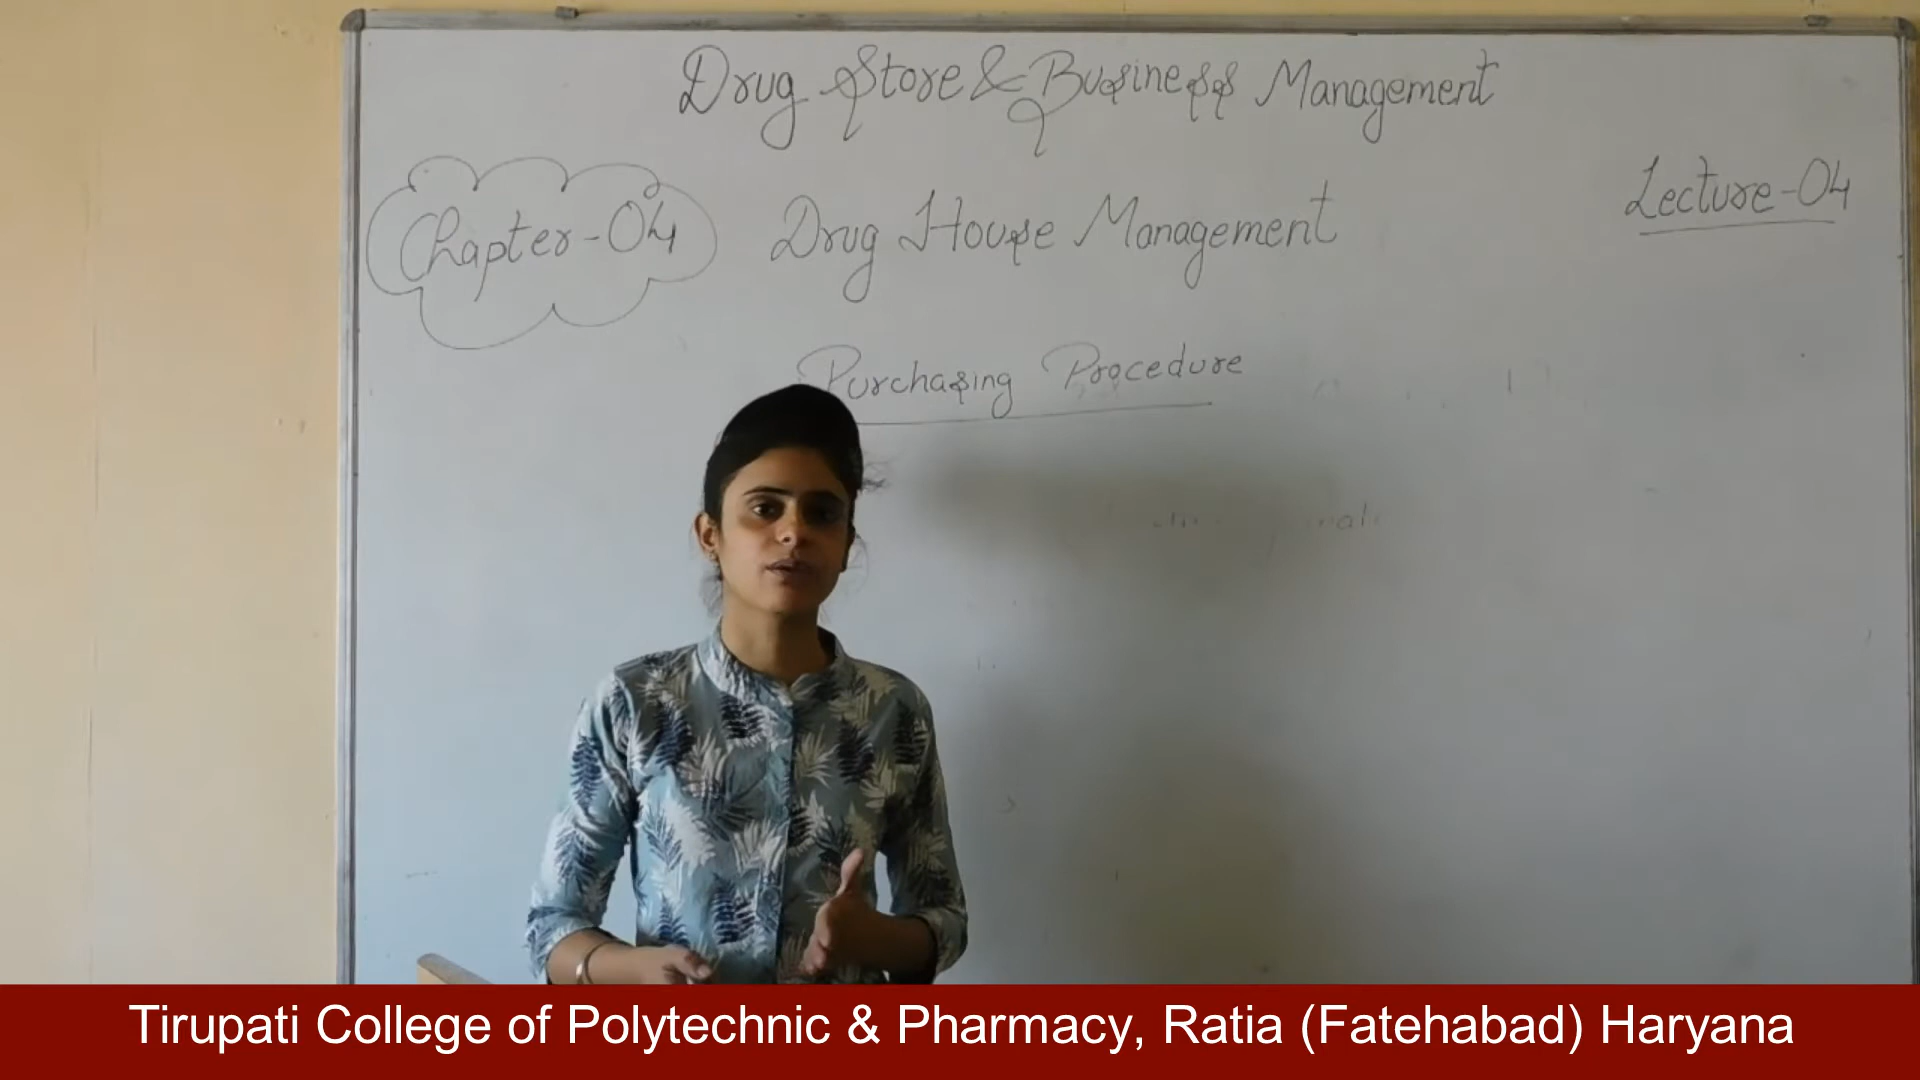 Drug Store & Business Management
Chapter-04
Drug House Management
Lecture-04
Purchasing Procedure
Tirupati College of Polytechnic & Pharmacy, Ratia (Fatehabad) Haryana